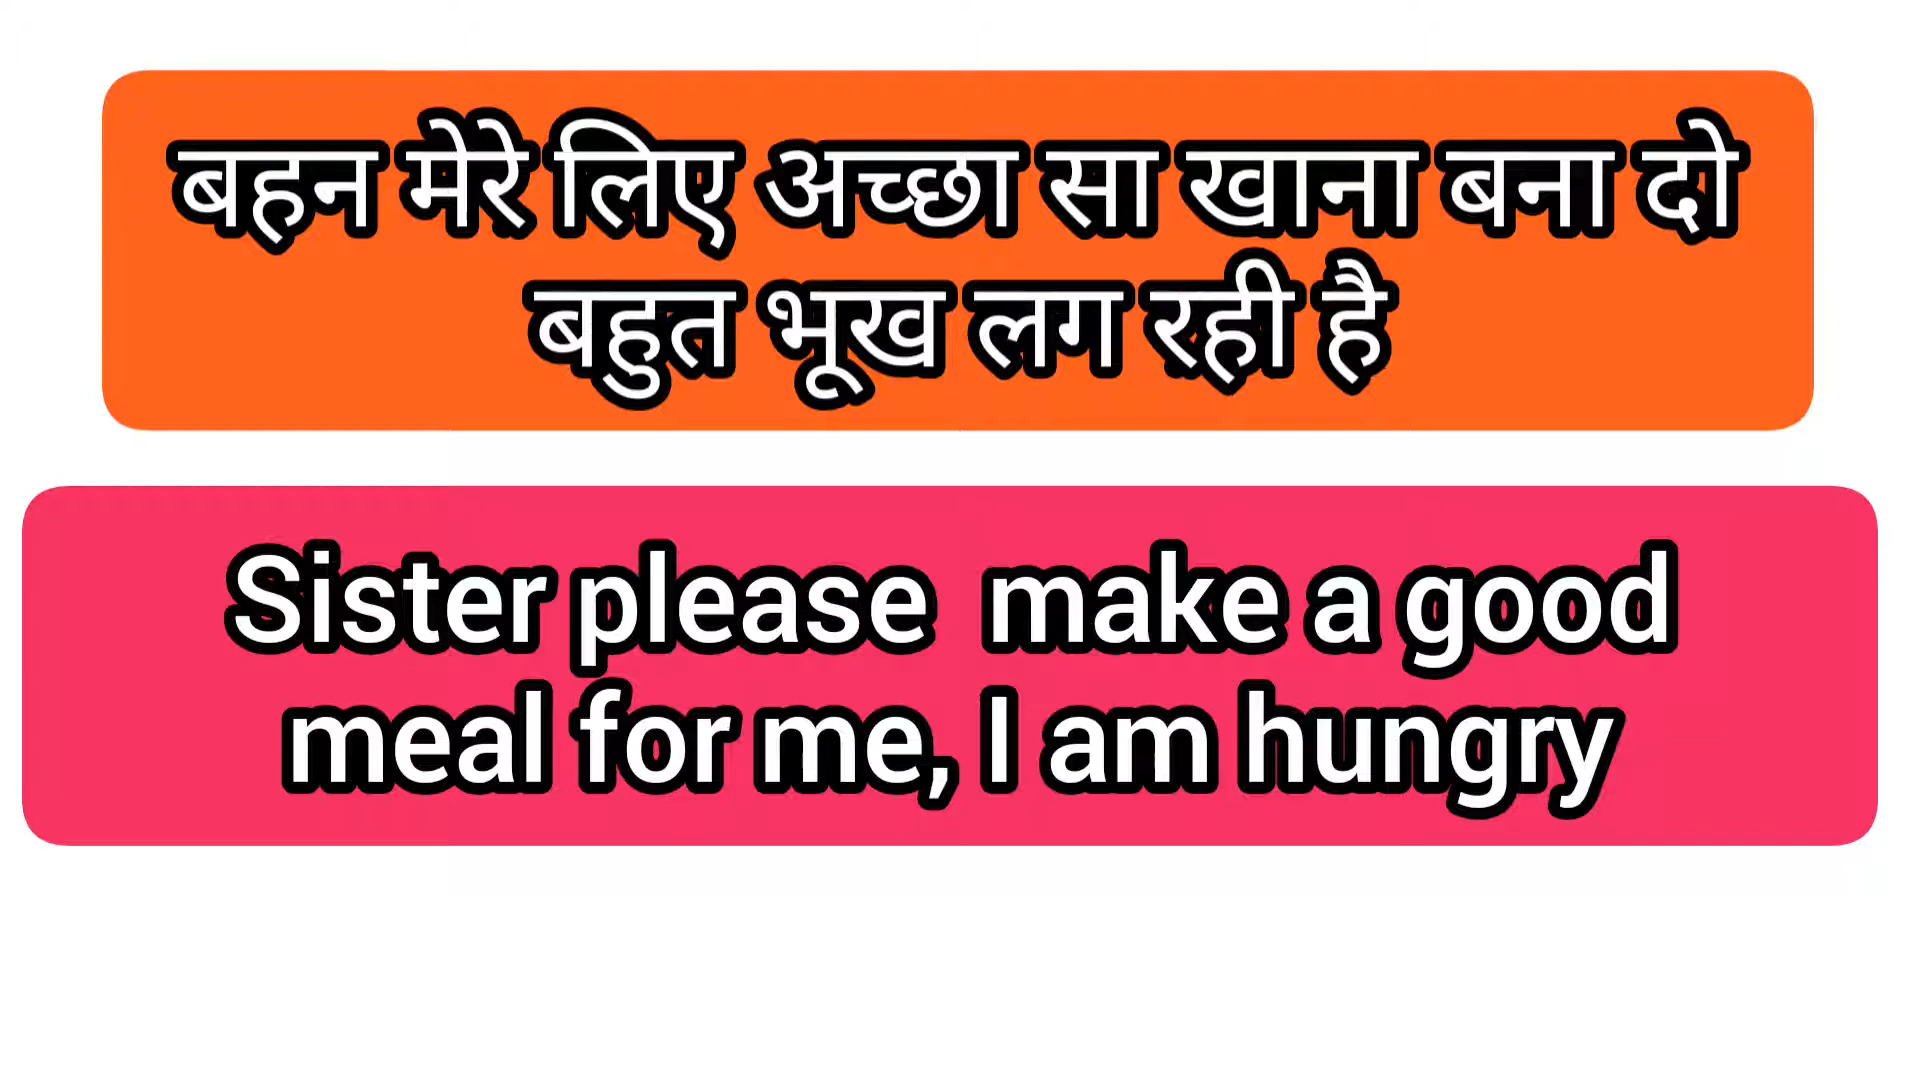 बहन मेरे लिए अच्छा सा खाना बना दो
बहुत भूख लग रही है
Sister please  make a good
meal for me, I am hungry